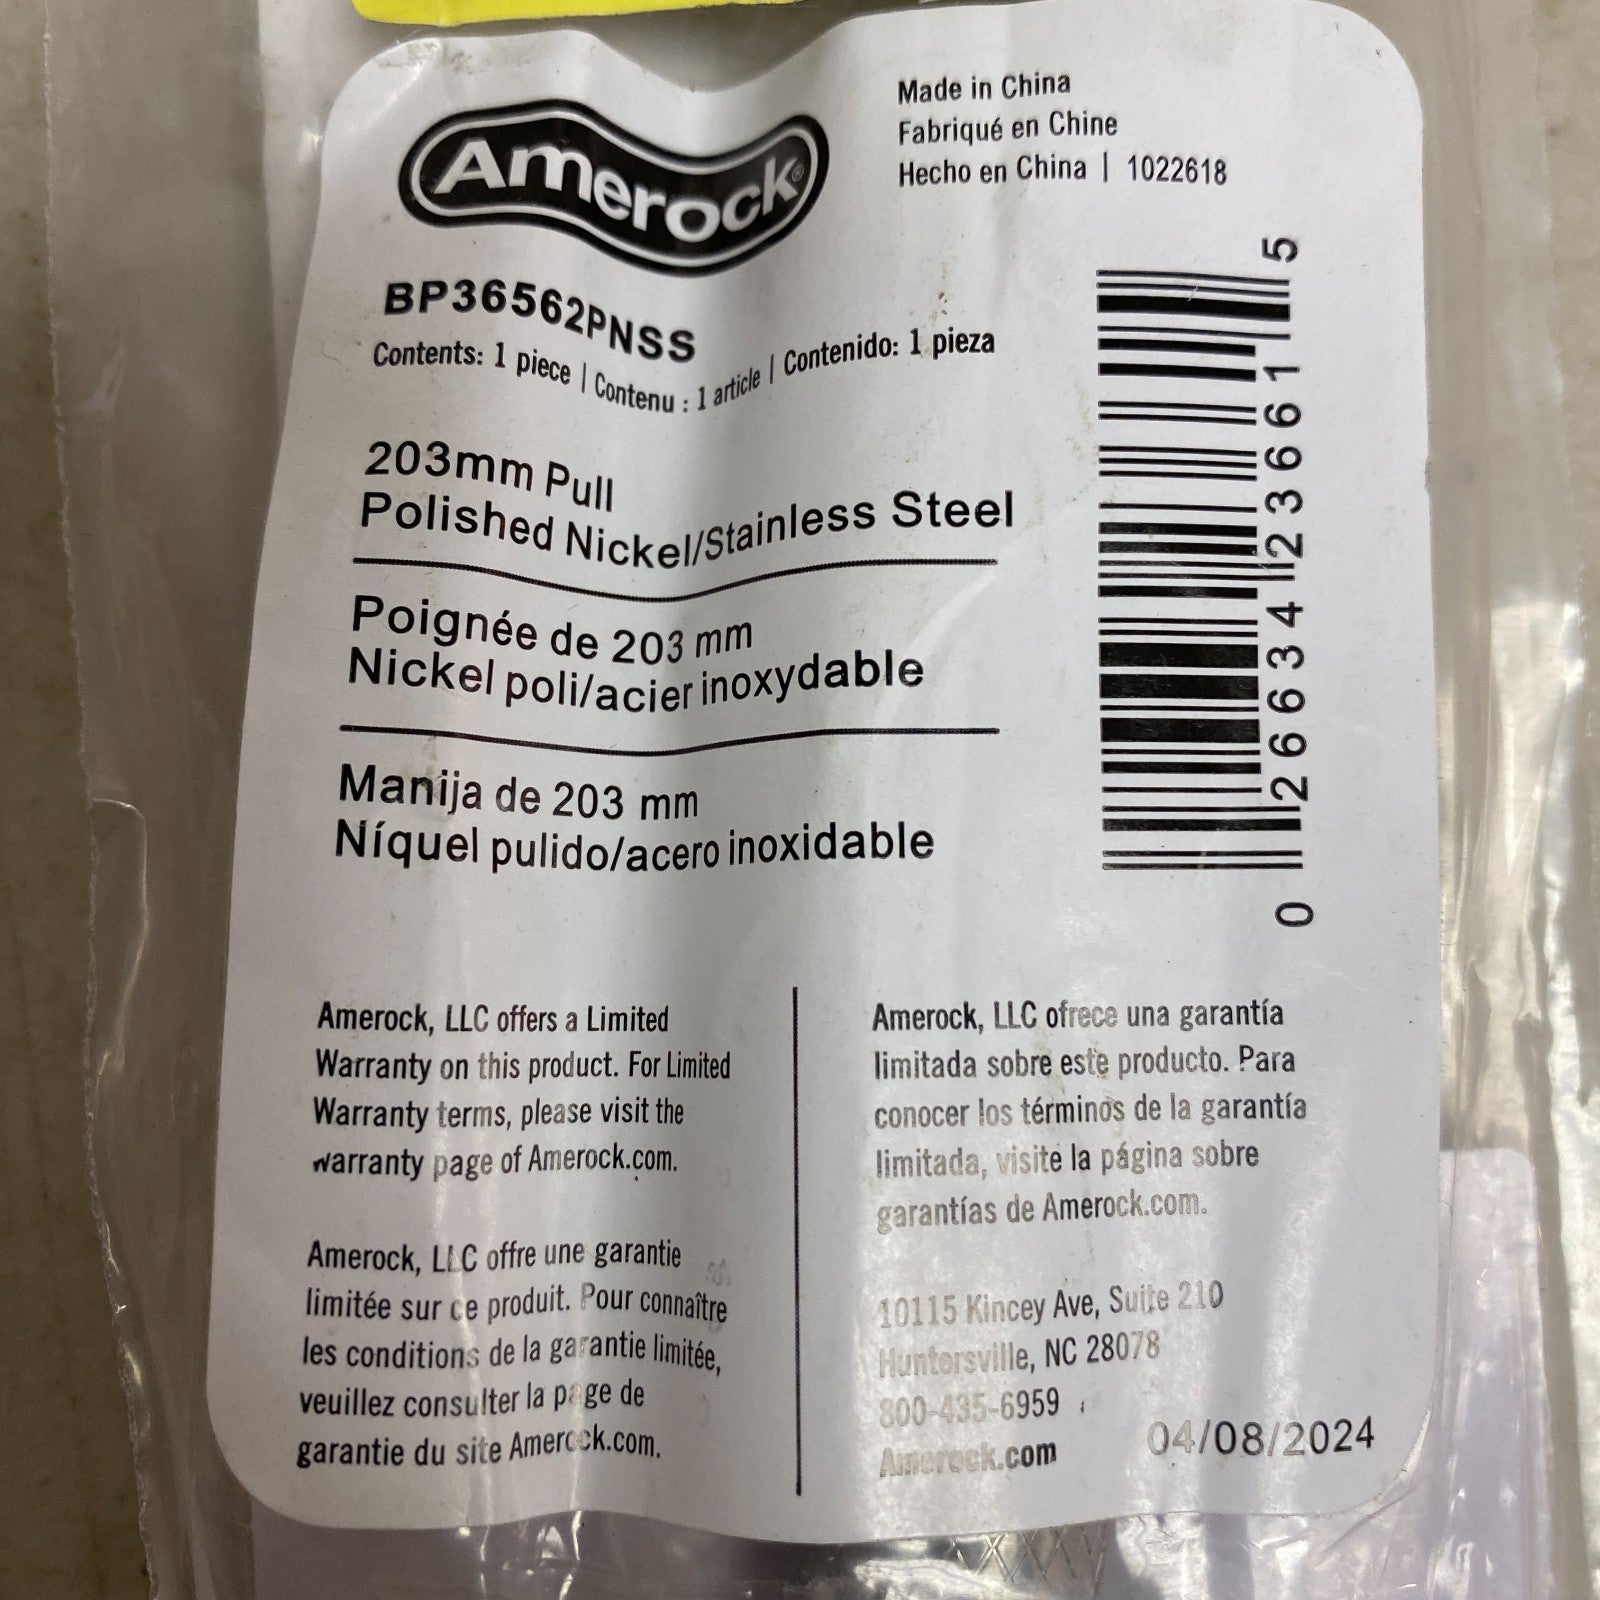 Amerock®
Made in China
Fabriqué en Chine
Hecho en China | 1022618
BP36562PNSS
Contents: 1 piece | Contenu : 1 article | Contenido: 1 pieza
203mm Pull
Polished Nickel/Stainless Steel
Poignée de 203 mm
Nickel poli/acier inoxydable
Manija de 203 mm
Níquel pulido/acero inoxidable
0 26634 23661 5
Amerock, LLC offers a Limited
Warranty on this product. For Limited
Warranty terms, please visit the
warranty page of Amerock.com.
Amerock, LLC offre une garantie
limitée sur ce produit. Pour connaître
les conditions de la garantie limitée,
veuillez consulter la page de
garantie du site Amerock.com.
Amerock, LLC ofrece una garantía
limitada sobre este producto. Para
conocer los términos de la garantía
limitada, visite la página sobre
garantías de Amerock.com.
10115 Kincey Ave, Suite 210
Huntersville, NC 28078
800-435-6959
Amerock.com
04/08/2024